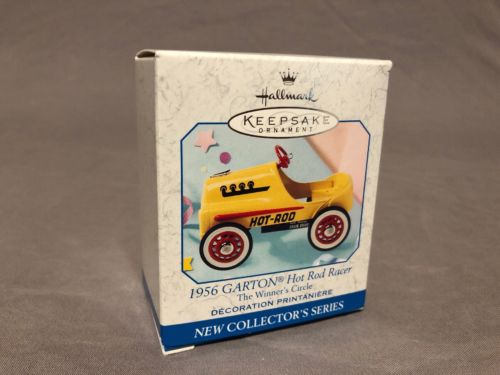 Hallmark
KEEPSAKE
ORNAMENT
HOT-ROD
1956 GARTON® Hot Rod Racer
The Winner's Circle
DÉCORATION PRINTANIÈRE
NEW COLLECTOR'S SERIES